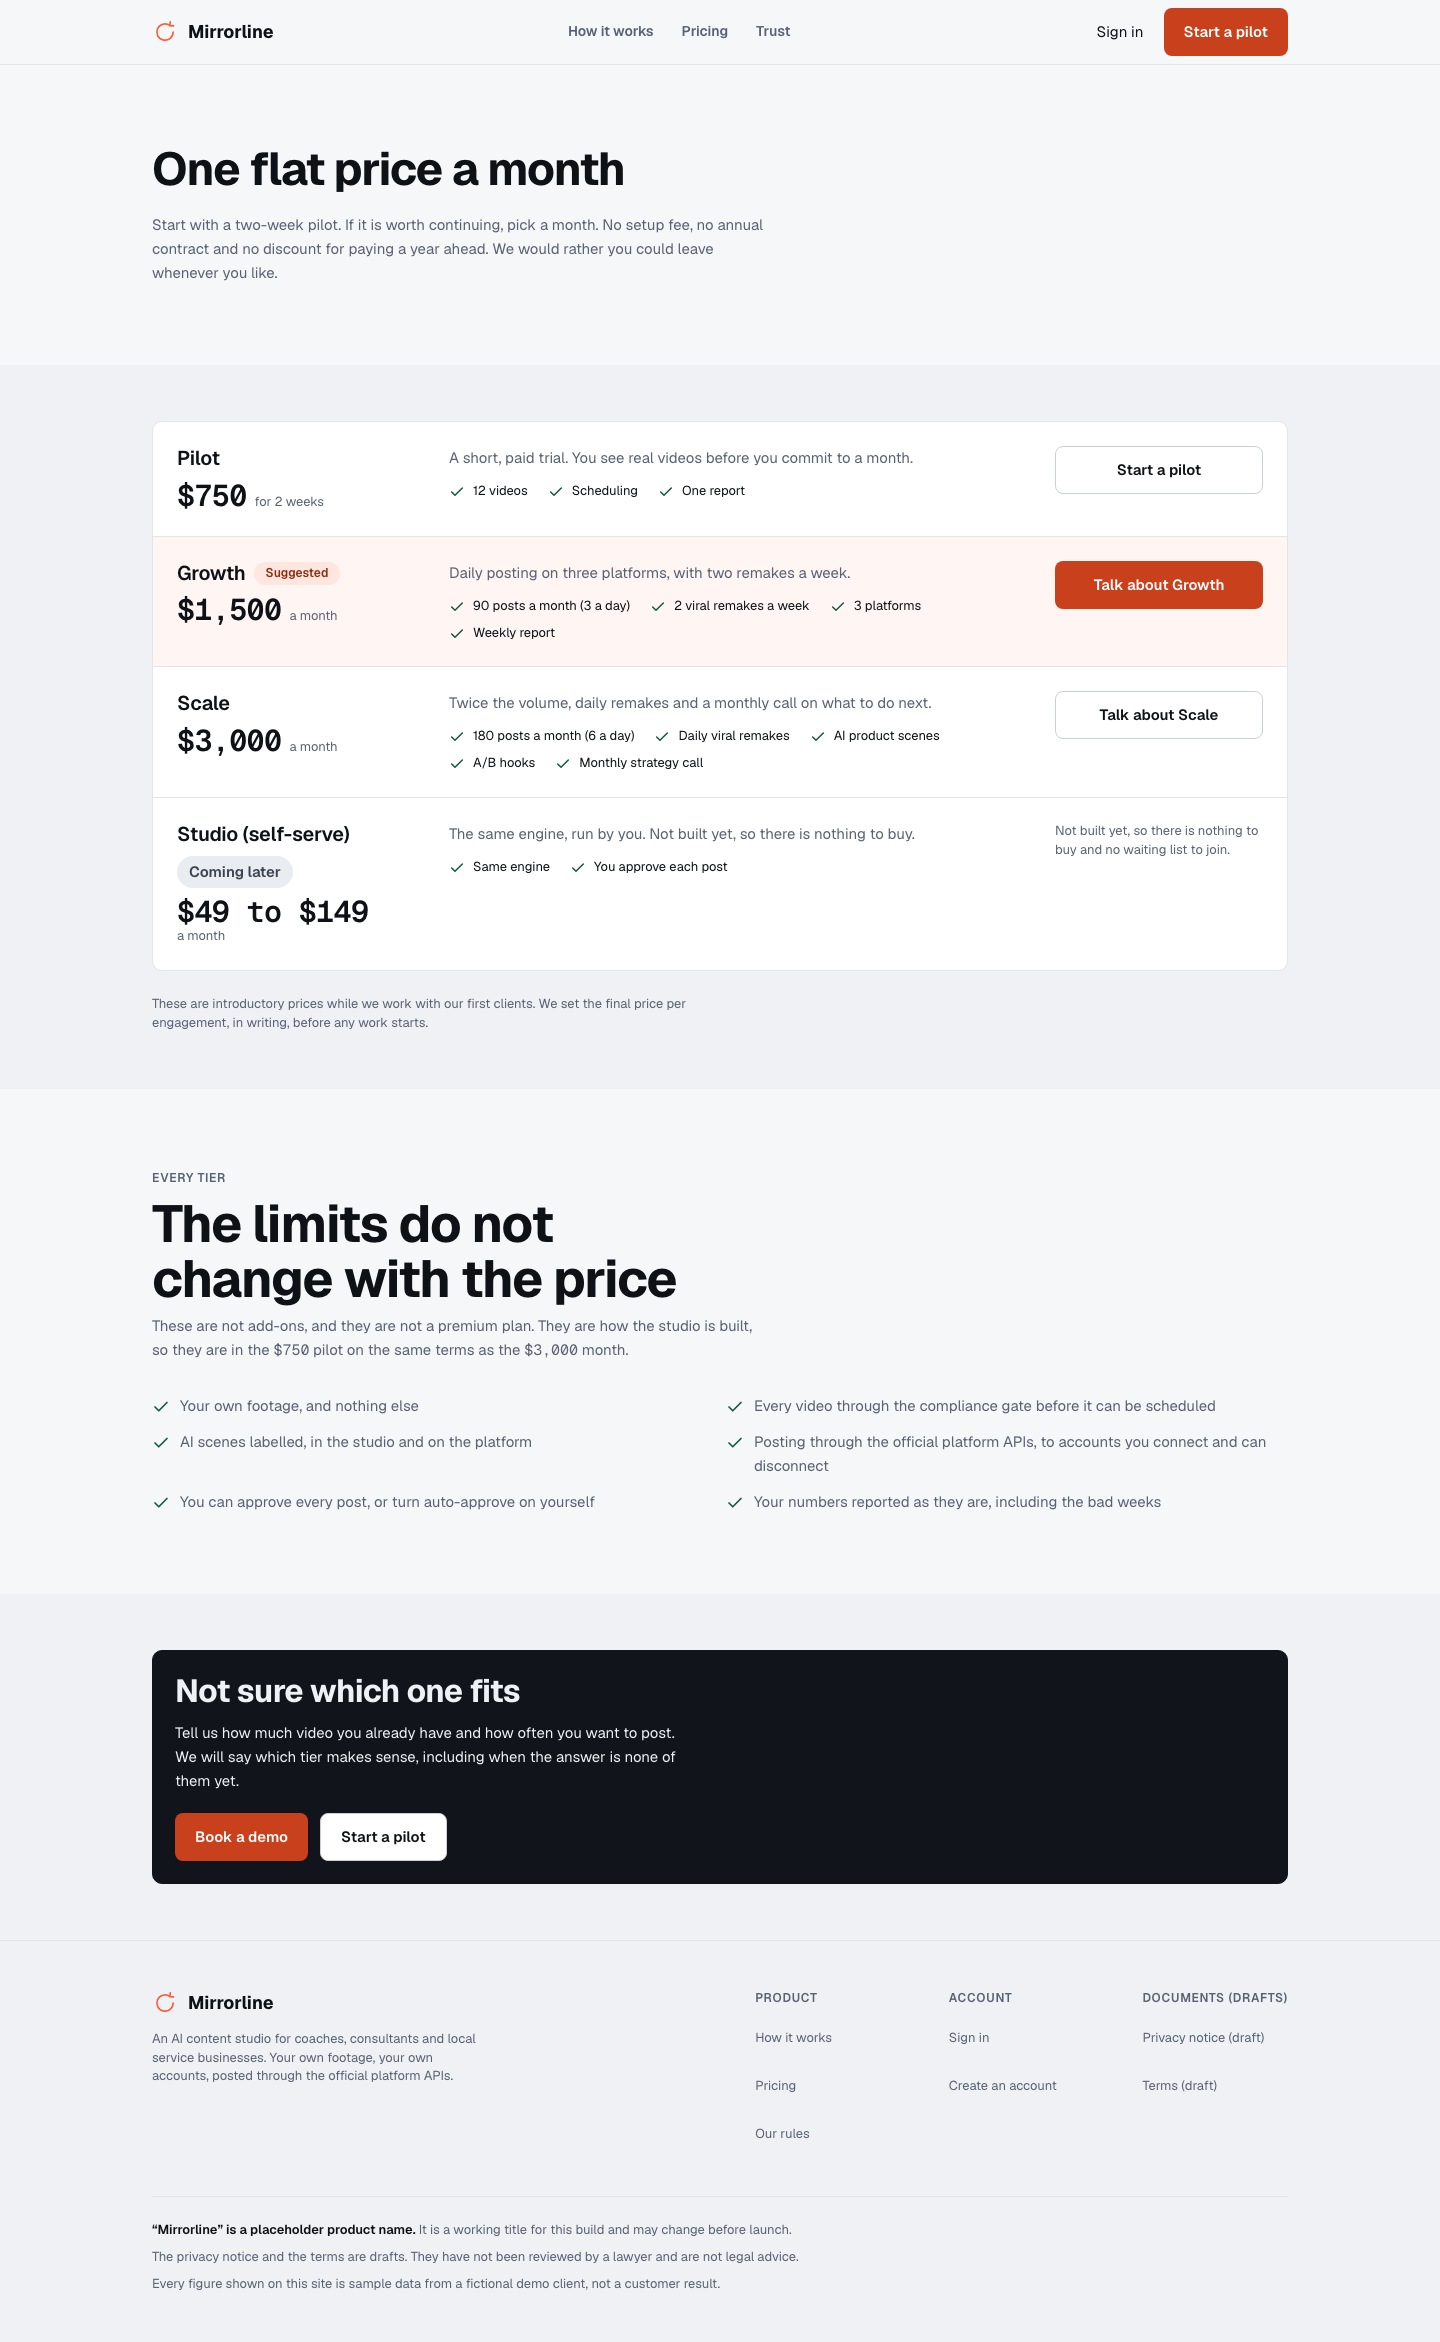 Mirrorline
How it works
Pricing
Trust
Sign in
Start a pilot
One flat price a month
Start with a two-week pilot. If it is worth continuing, pick a month. No setup fee, no annual
contract and no discount for paying a year ahead. We would rather you could leave
whenever you like.
Pilot
$750 for 2 weeks
A short, paid trial. You see real videos before you commit to a month.
12 videos
Scheduling
One report
Start a pilot
Growth Suggested
$1,500 a month
Daily posting on three platforms, with two remakes a week.
90 posts a month (3 a day)
2 viral remakes a week
3 platforms
Weekly report
Talk about Growth
Scale
$3,000 a month
Twice the volume, daily remakes and a monthly call on what to do next.
180 posts a month (6 a day)
Daily viral remakes
AI product scenes
A/B hooks
Monthly strategy call
Talk about Scale
Studio (self-serve)
Coming later
$49 to $149
a month
The same engine, run by you. Not built yet, so there is nothing to buy.
Same engine
You approve each post
Not built yet, so there is nothing to
buy and no waiting list to join.
These are introductory prices while we work with our first clients. We set the final price per
engagement, in writing, before any work starts.
EVERY TIER
The limits do not
change with the price
These are not add-ons, and they are not a premium plan. They are how the studio is built,
so they are in the $750 pilot on the same terms as the $3,000 month.
Your own footage, and nothing else
Every video through the compliance gate before it can be scheduled
AI scenes labelled, in the studio and on the platform
Posting through the official platform APIs, to accounts you connect and can
disconnect
You can approve every post, or turn auto-approve on yourself
Your numbers reported as they are, including the bad weeks
Not sure which one fits
Tell us how much video you already have and how often you want to post.
We will say which tier makes sense, including when the answer is none of
them yet.
Book a demo
Start a pilot
Mirrorline
An AI content studio for coaches, consultants and local
service businesses. Your own footage, your own
accounts, posted through the official platform APIs.
PRODUCT
How it works
Pricing
Our rules
ACCOUNT
Sign in
Create an account
DOCUMENTS (DRAFTS)
Privacy notice (draft)
Terms (draft)
“Mirrorline” is a placeholder product name. It is a working title for this build and may change before launch.
The privacy notice and the terms are drafts. They have not been reviewed by a lawyer and are not legal advice.
Every figure shown on this site is sample data from a fictional demo client, not a customer result.